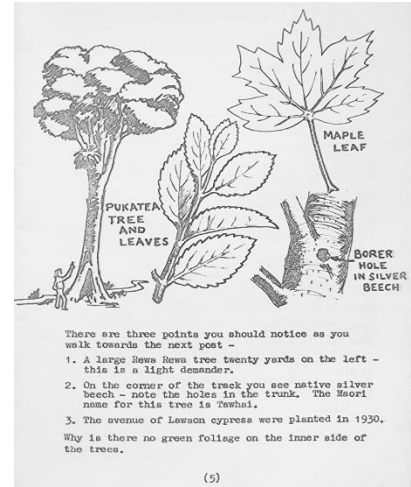 MAPLE
LEAF
PUKATEA
TREE
AND
LEAVES
BORER
HOLE
IN SILVER
BEECH
There are three points you should notice as you
walk towards the next post -
1. A large Rewa Rewa tree twenty yards on the left -
this is a light demander.
2. On the corner of the track you see native silver
beech - note the holes in the trunk. The Maori
name for this tree is Tawhai.
3. The avenue of Lawson cypress were planted in 1930.
Why is there no green foliage on the inner side of
the trees.
(5)